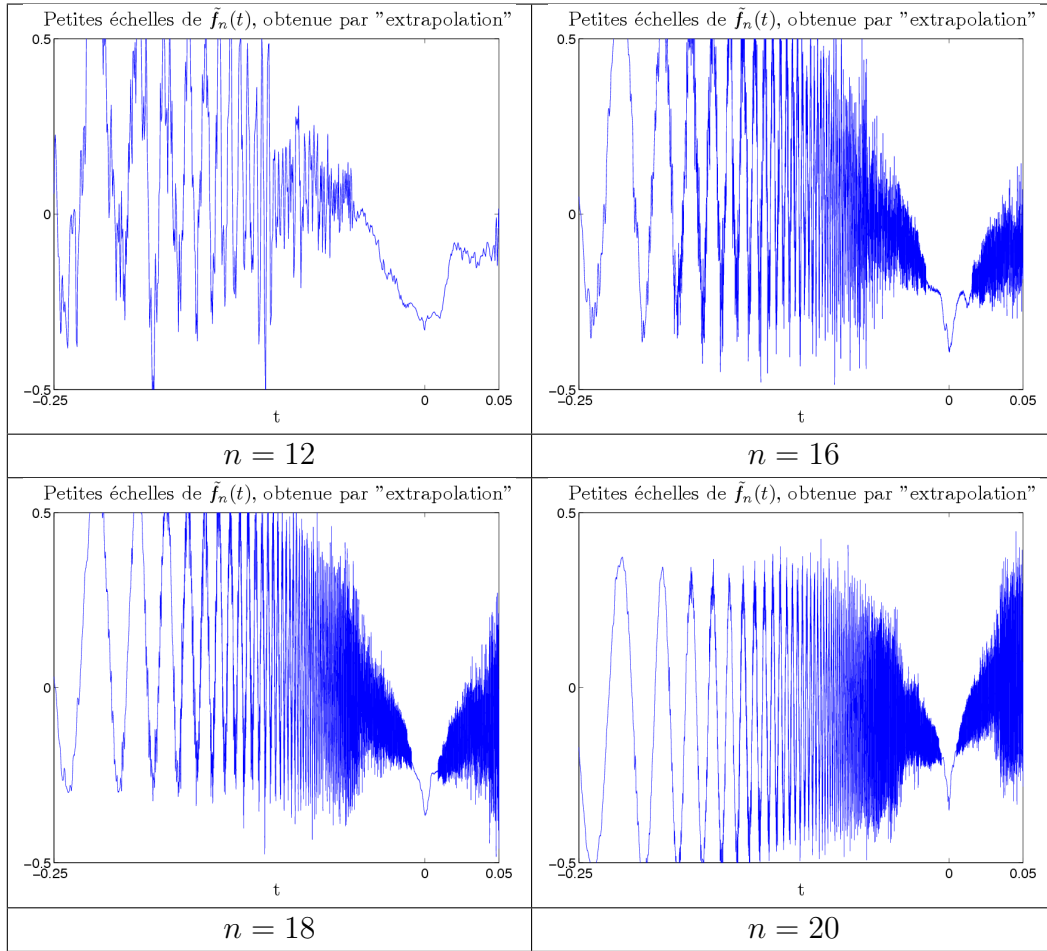 Petites échelles de f̃ₙ(t), obtenue par "extrapolation"
Petites échelles de f̃ₙ(t), obtenue par "extrapolation"
0.5
0
−0.5
−0.25
0
0.05
t
0.5
0
−0.5
−0.25
0
0.05
t
n = 12
n = 16
Petites échelles de f̃ₙ(t), obtenue par "extrapolation"
Petites échelles de f̃ₙ(t), obtenue par "extrapolation"
0.5
0
−0.5
−0.25
0
0.05
t
0.5
0
−0.5
−0.25
0
0.05
t
n = 18
n = 20